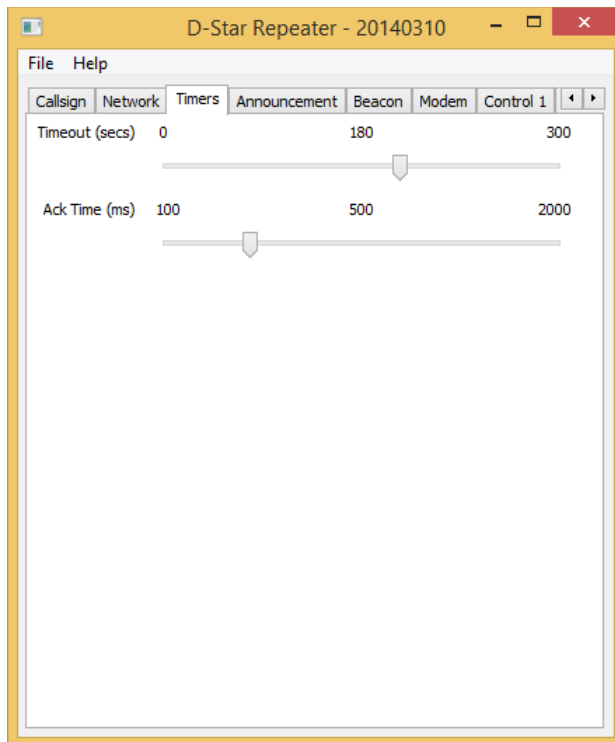 D-Star Repeater - 20140310
File Help
Callsign Network Timers Announcement Beacon Modem Control 1
Timeout (secs) 0 180 300
Ack Time (ms) 100 500 2000